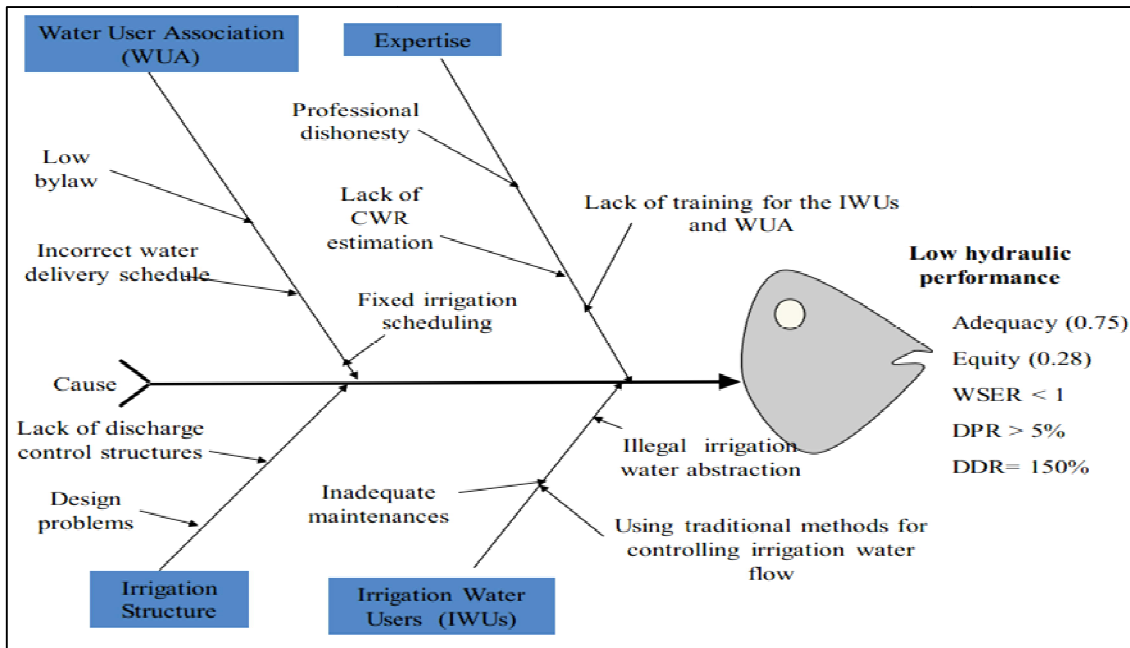 Water User Association
(WUA)
Expertise
Professional
dishonesty
Low
bylaw
Lack of
CWR
estimation
Lack of training for the IWUs
and WUA
Incorrect water
delivery schedule
Fixed irrigation
scheduling
Low hydraulic
performance
Adequacy (0.75)
Equity (0.28)
WSER < 1
DPR > 5%
DDR= 150%
Cause
Lack of discharge
control structures
Design
problems
Illegal irrigation
water abstraction
Inadequate
maintenances
Using traditional methods for
controlling irrigation water
flow
Irrigation
Structure
Irrigation Water
Users (IWUs)